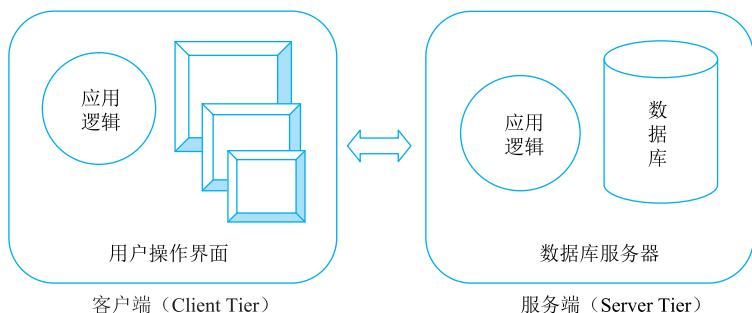 应用
逻辑
用户操作界面
客户端（Client Tier）
应用
逻辑
数
据
库
数据库服务器
服务端（Server Tier）